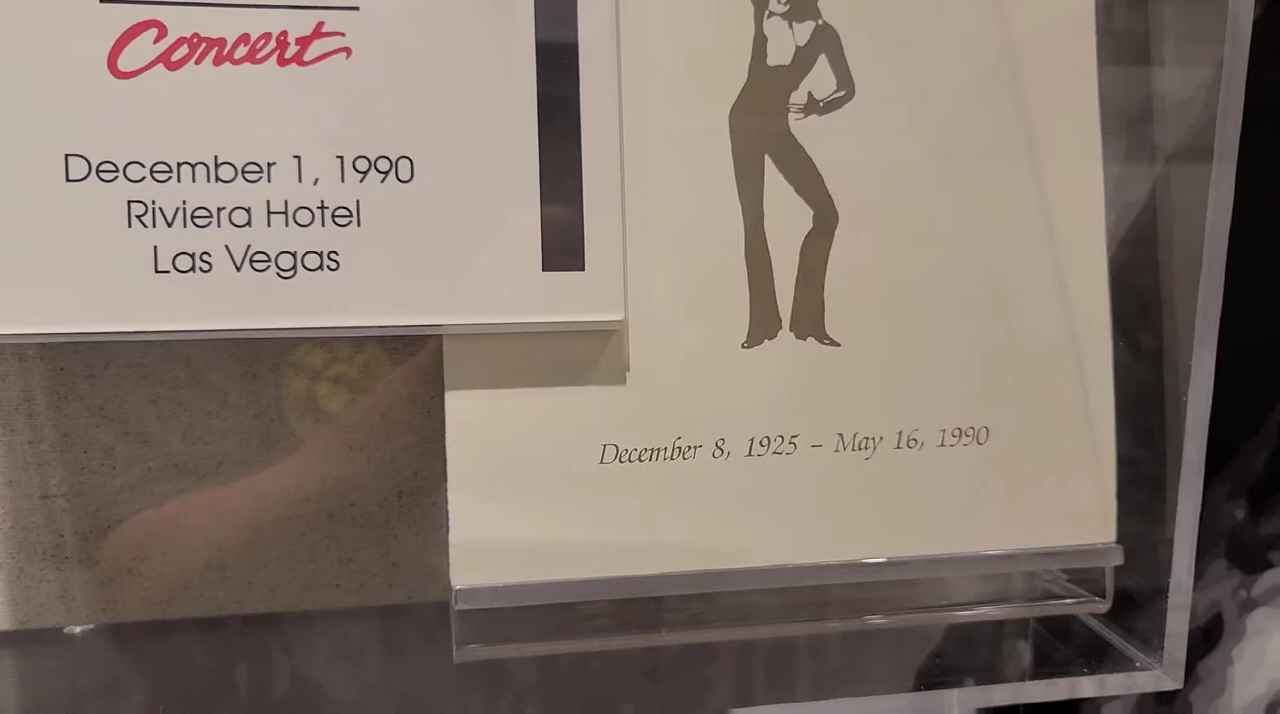 Concert
December 1, 1990
Riviera Hotel
Las Vegas
December 8, 1925 – May 16, 1990